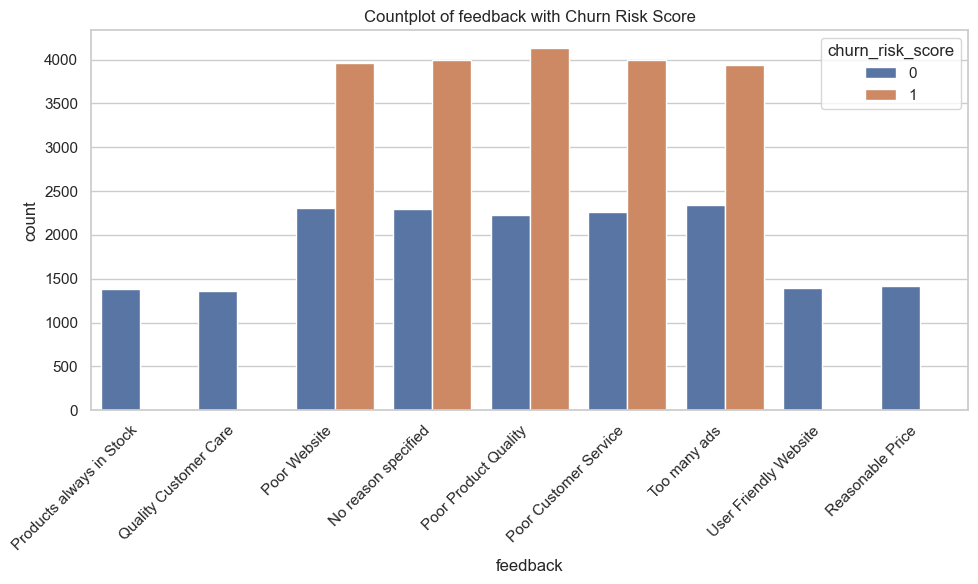 Countplot of feedback with Churn Risk Score
churn_risk_score
0
1
count
4000
3500
3000
2500
2000
1500
1000
500
0
Products always in Stock
Quality Customer Care
Poor Website
No reason specified
Poor Product Quality
Poor Customer Service
Too many ads
User Friendly Website
Reasonable Price
feedback